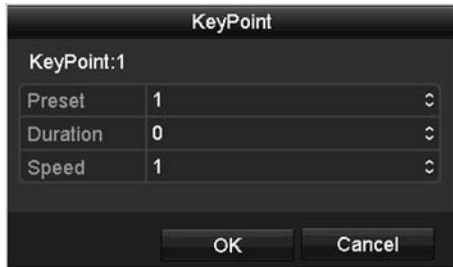 KeyPoint
KeyPoint:1
Preset 1
Duration 0
Speed 1
OK Cancel